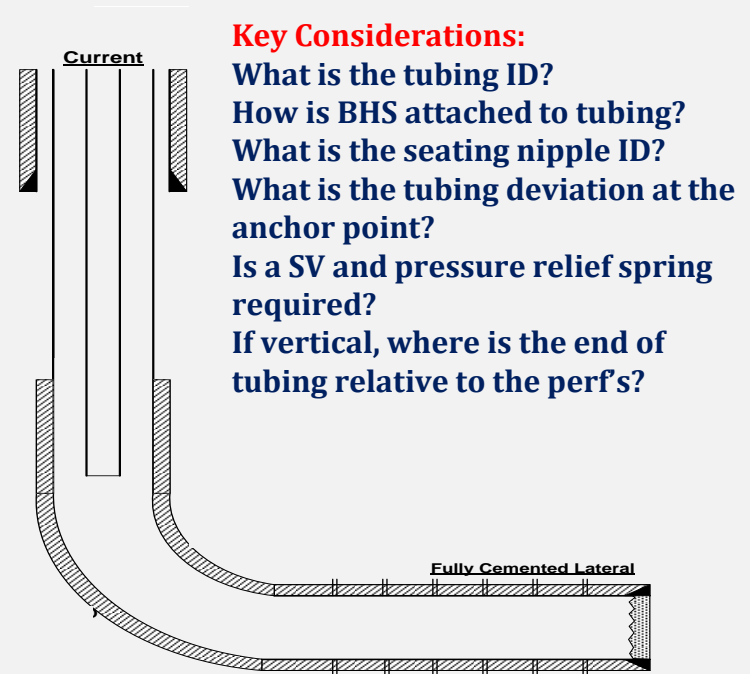 Current
Key Considerations:
What is the tubing ID?
How is BHS attached to tubing?
What is the seating nipple ID?
What is the tubing deviation at the
anchor point?
Is a SV and pressure relief spring
required?
If vertical, where is the end of
tubing relative to the perf's?
Fully Cemented Lateral